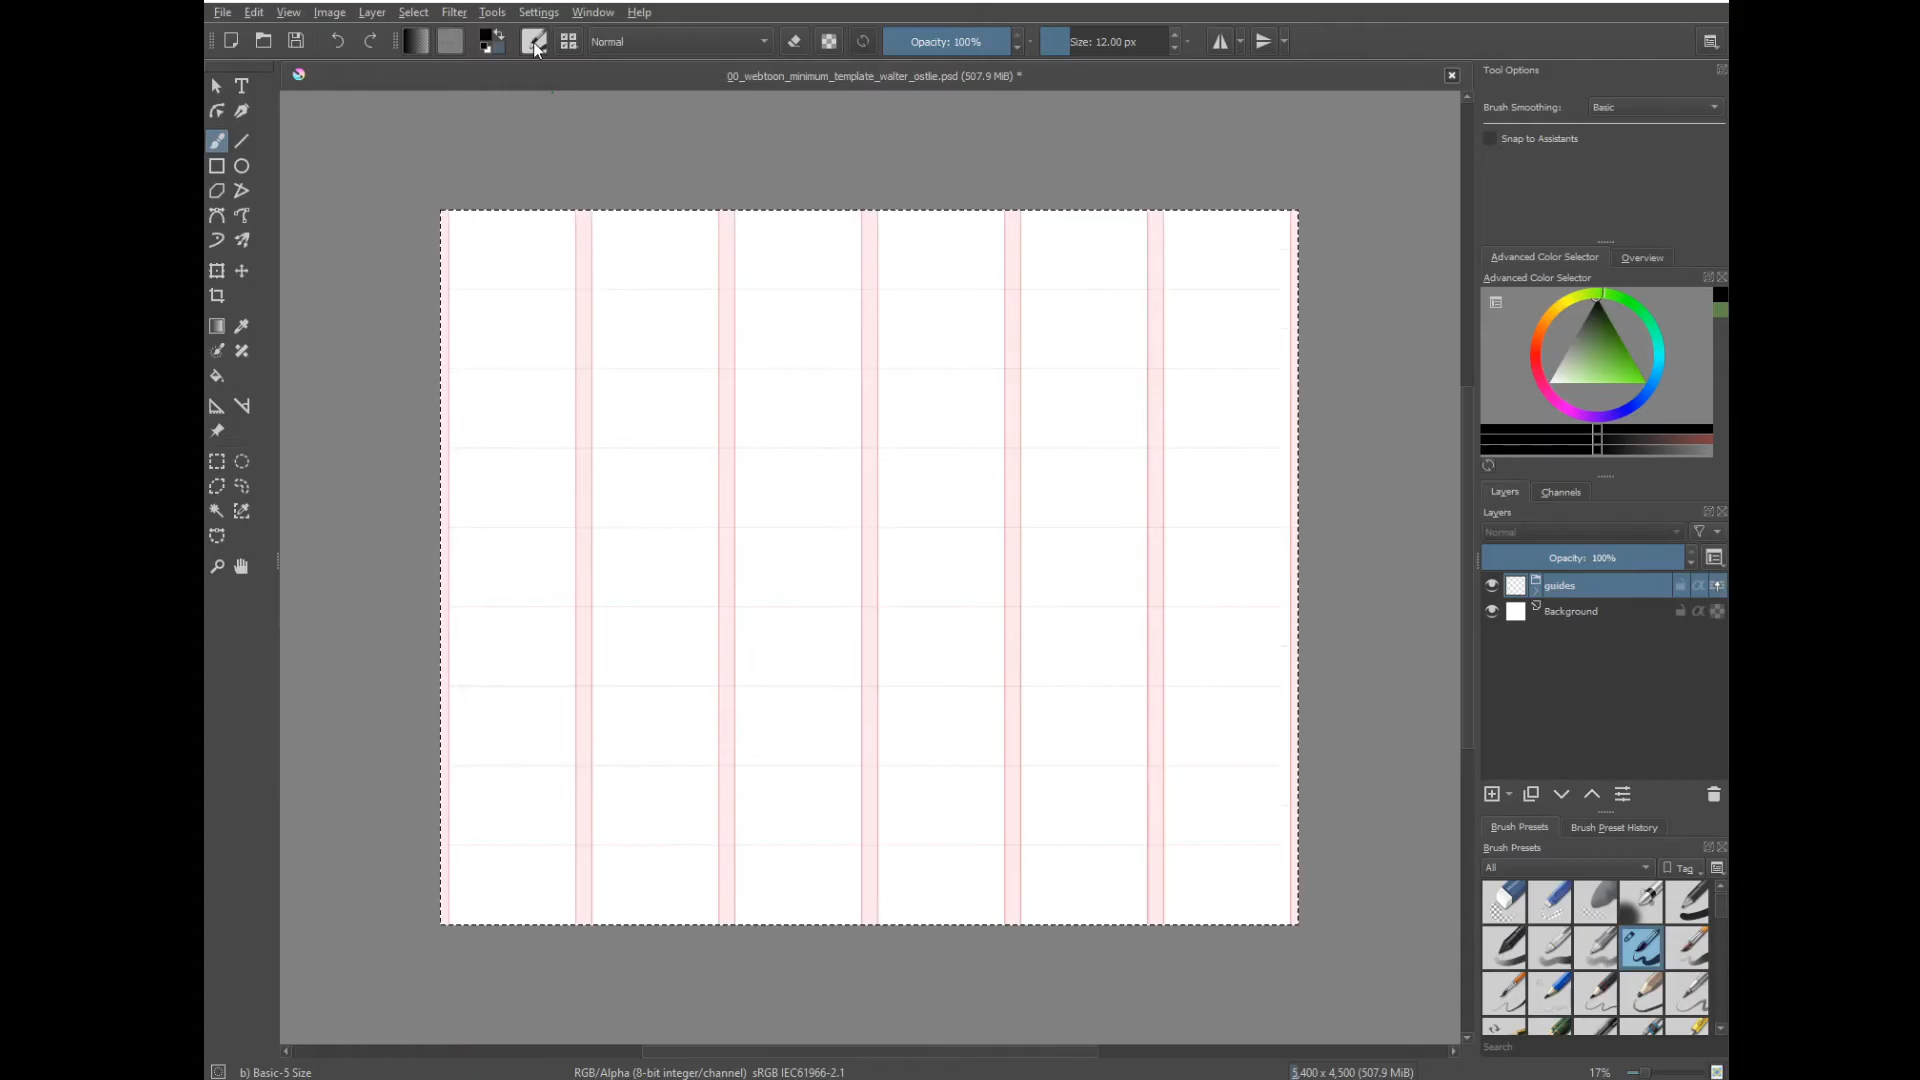 File Edit View Image Layer Select Filter Tools Settings Window Help
Normal Opacity: 100% Size: 12.00 px
00_webtoon_minimum_template_walter_ostlie.psd (507.9 MiB) *
Tool Options
Brush Smoothing: Basic
Snap to Assistants
Advanced Color Selector Overview
Advanced Color Selector
Layers Channels
Layers
Normal
Opacity: 100%
guides
Background
Brush Presets Brush Preset History
Brush Presets
All Tag
Search
b) Basic-5 Size RGB/Alpha (8-bit integer/channel) sRGB IEC61966-2.1 5,400 x 4,500 (507.9 MiB) 17%